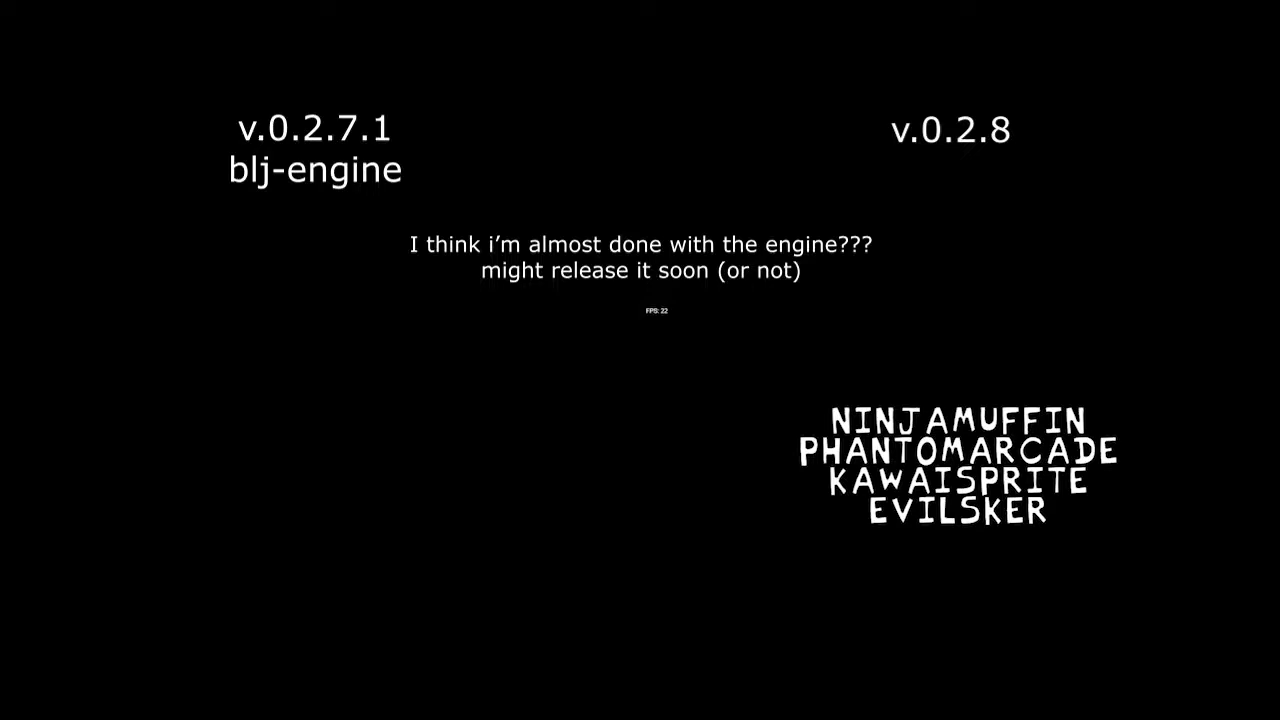 v.0.2.7.1
blj-engine
v.0.2.8
I think i’m almost done with the engine???
might release it soon (or not)
FPS: 22
NINJAMUFFIN
PHANTOMARCADE
KAWAISPRITE
EVILSKER